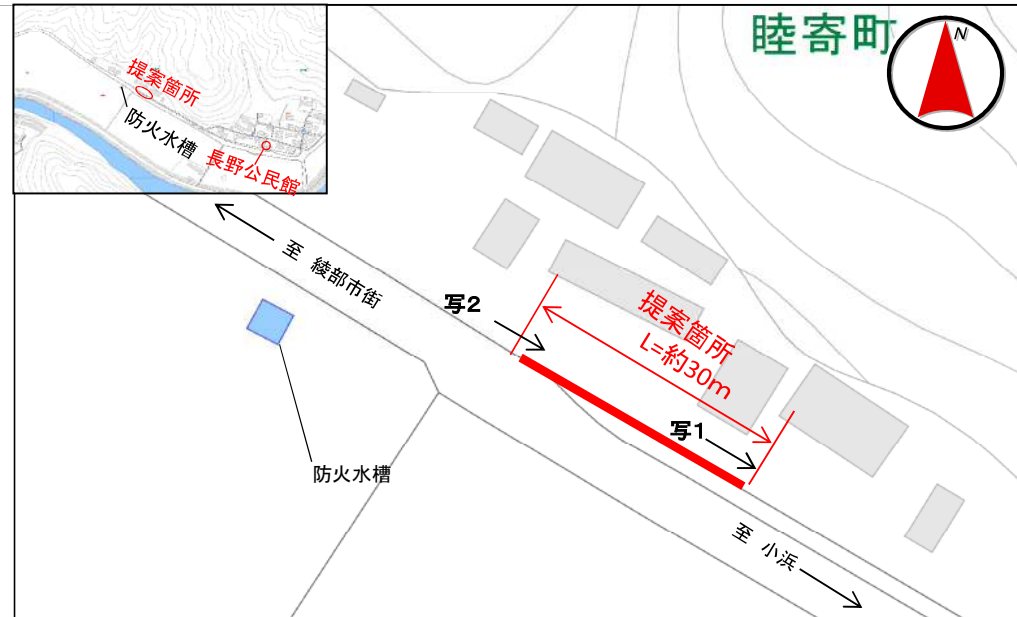 睦寄町
N
提案箇所
防火水槽
長野公民館
至 綾部市街
写2
提案箇所
L=約30m
写1
防火水槽
至 小浜